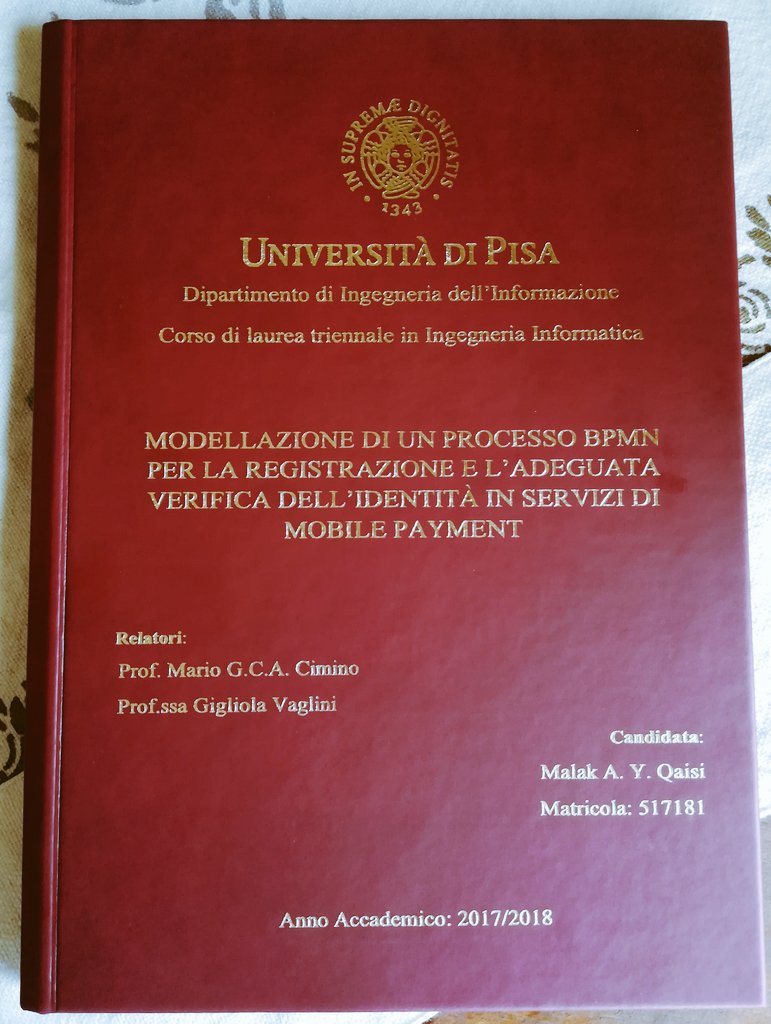 IN SUPREMÆ DIGNITATIS
· 1343 ·
UNIVERSITÀ DI PISA
Dipartimento di Ingegneria dell'Informazione
Corso di laurea triennale in Ingegneria Informatica
MODELLAZIONE DI UN PROCESSO BPMN
PER LA REGISTRAZIONE E L'ADEGUATA
VERIFICA DELL'IDENTITÀ IN SERVIZI DI
MOBILE PAYMENT
Relatori:
Prof. Mario G.C.A. Cimino
Prof.ssa Gigliola Vaglini
Candidata:
Malak A. Y. Qaisi
Matricola: 517181
Anno Accademico: 2017/2018